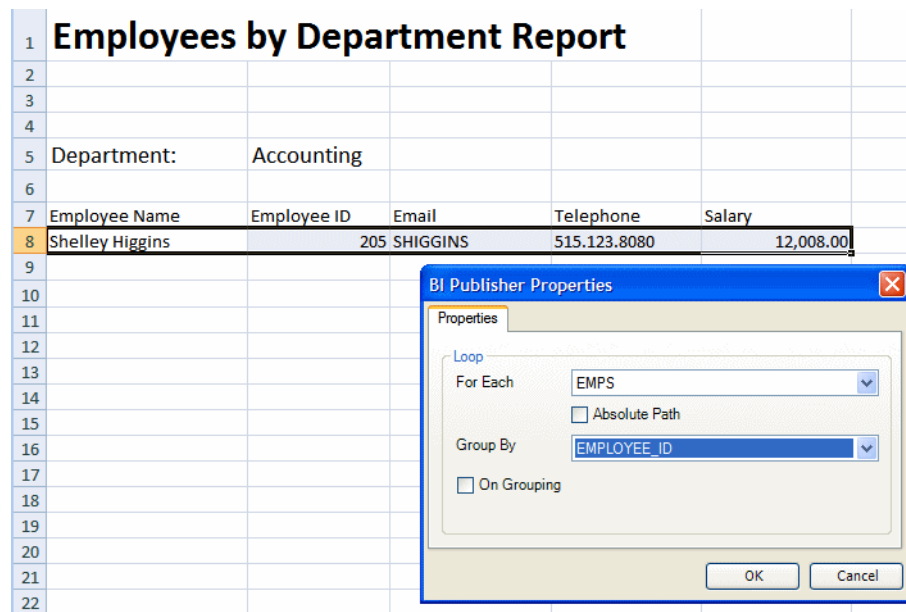 1 Employees by Department Report
2
3
4
5 Department: Accounting
6
7 Employee Name Employee ID Email Telephone Salary
8 Shelley Higgins 205 SHIGGINS 515.123.8080 12,008.00
9
10
11
12
13
14
15
16
17
18
19
20
21
22
BI Publisher Properties
Properties
Loop
For Each EMPS
Absolute Path
Group By EMPLOYEE_ID
On Grouping
OK Cancel